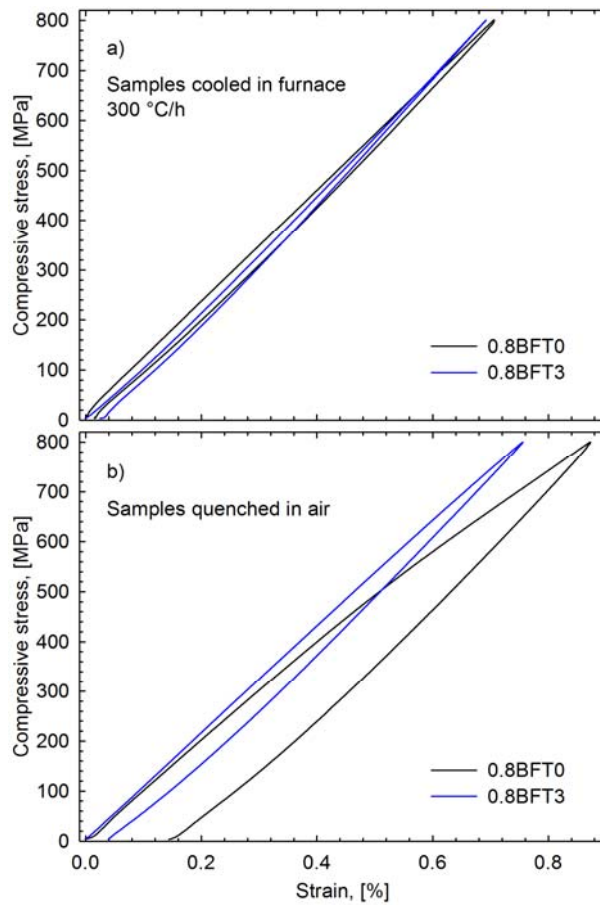 800
a)
700
Samples cooled in furnace
300 °C/h
600
500
400
300
200
0.8BFT0
100
0.8BFT3
0
Compressive stress, [MPa]
800
b)
700
Samples quenched in air
600
500
400
300
200
0.8BFT0
100
0.8BFT3
0
Compressive stress, [MPa]
0.0 0.2 0.4 0.6 0.8
Strain, [%]